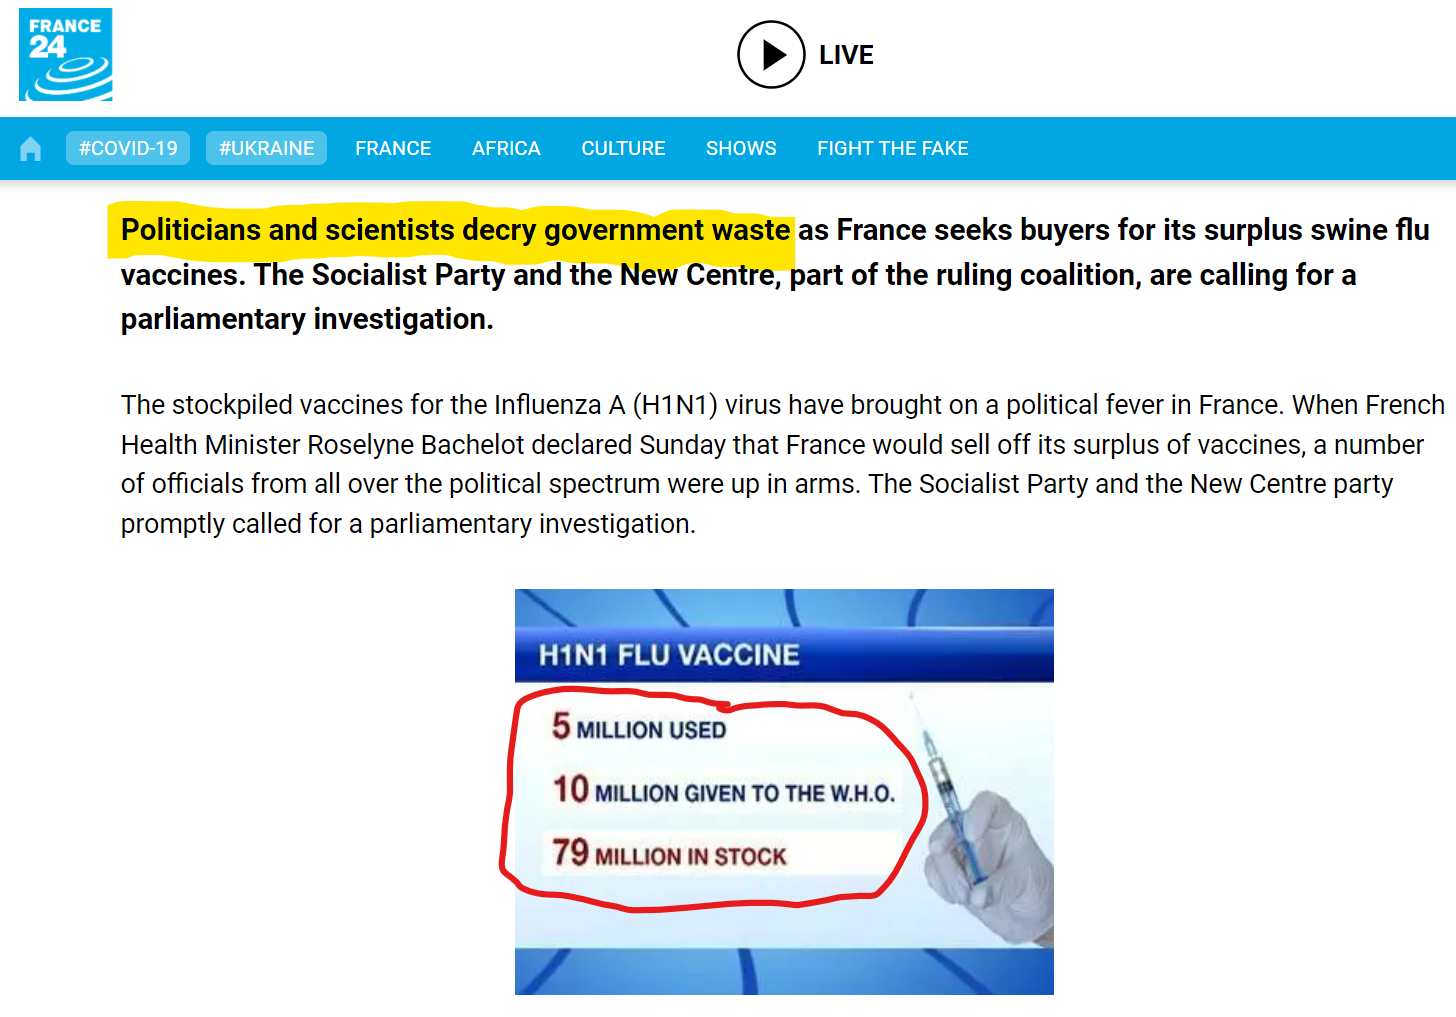 FRANCE
24
LIVE
#COVID-19 #UKRAINE FRANCE AFRICA CULTURE SHOWS FIGHT THE FAKE
Politicians and scientists decry government waste as France seeks buyers for its surplus swine flu
vaccines. The Socialist Party and the New Centre, part of the ruling coalition, are calling for a
parliamentary investigation.
The stockpiled vaccines for the Influenza A (H1N1) virus have brought on a political fever in France. When French
Health Minister Roselyne Bachelot declared Sunday that France would sell off its surplus of vaccines, a number
of officials from all over the political spectrum were up in arms. The Socialist Party and the New Centre party
promptly called for a parliamentary investigation.
H1N1 FLU VACCINE
5 MILLION USED
10 MILLION GIVEN TO THE W.H.O.
79 MILLION IN STOCK